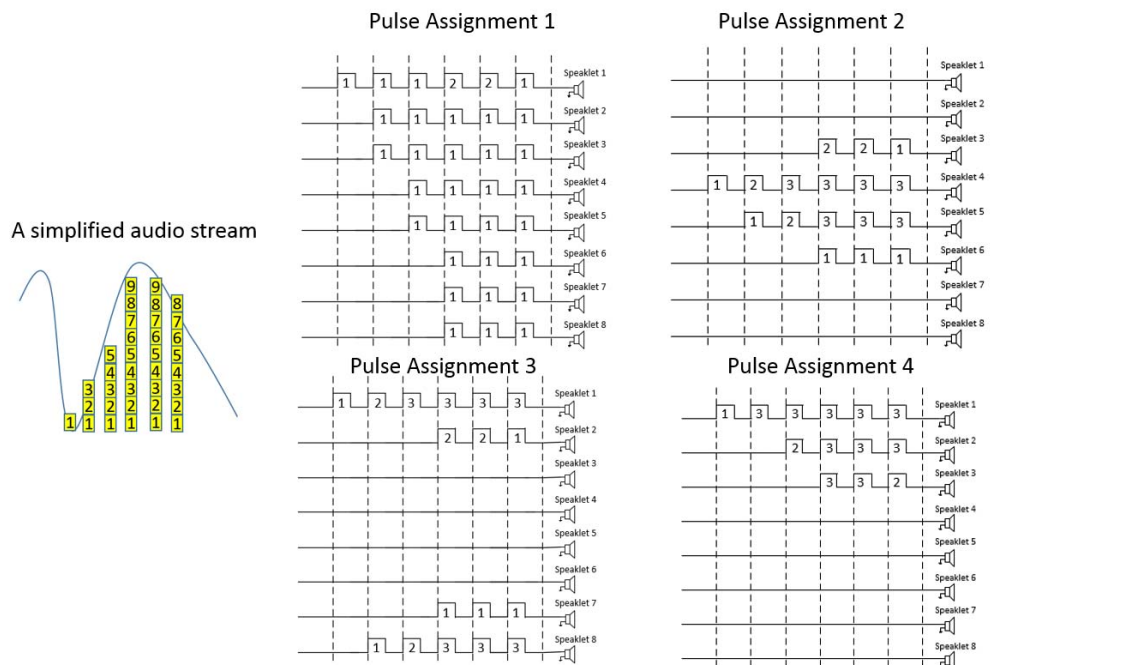 A simplified audio stream
1
3
2
1
5
4
3
2
1
9
8
7
6
5
4
3
2
1
9
8
7
6
5
4
3
2
1
8
7
6
5
4
3
2
1
Pulse Assignment 1
1 1 1 2 2 1 Speaklet 1
1 1 1 1 1 Speaklet 2
1 1 1 1 1 Speaklet 3
1 1 1 1 Speaklet 4
1 1 1 1 Speaklet 5
1 1 1 Speaklet 6
1 1 1 Speaklet 7
1 1 1 Speaklet 8
Pulse Assignment 2
Speaklet 1
Speaklet 2
2 2 1 Speaklet 3
1 2 3 3 3 3 Speaklet 4
1 2 3 3 3 Speaklet 5
1 1 1 Speaklet 6
Speaklet 7
Speaklet 8
Pulse Assignment 3
1 2 3 3 3 3 Speaklet 1
2 2 1 Speaklet 2
Speaklet 3
Speaklet 4
Speaklet 5
Speaklet 6
1 1 1 Speaklet 7
1 2 3 3 3 Speaklet 8
Pulse Assignment 4
1 3 3 3 3 3 Speaklet 1
2 3 3 3 Speaklet 2
3 3 2 Speaklet 3
Speaklet 4
Speaklet 5
Speaklet 6
Speaklet 7
Speaklet 8